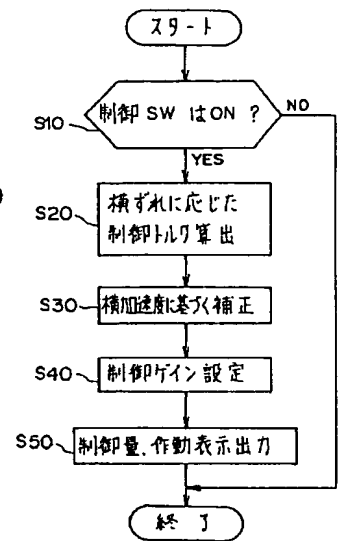 スタート
制御 SW はON ?
NO
S10
YES
横ずれに応じた
制御トルク算出
S20
S30
横加速度に基づく補正
S40
制御ゲイン設定
S50
制御量、作動表示出力
終了